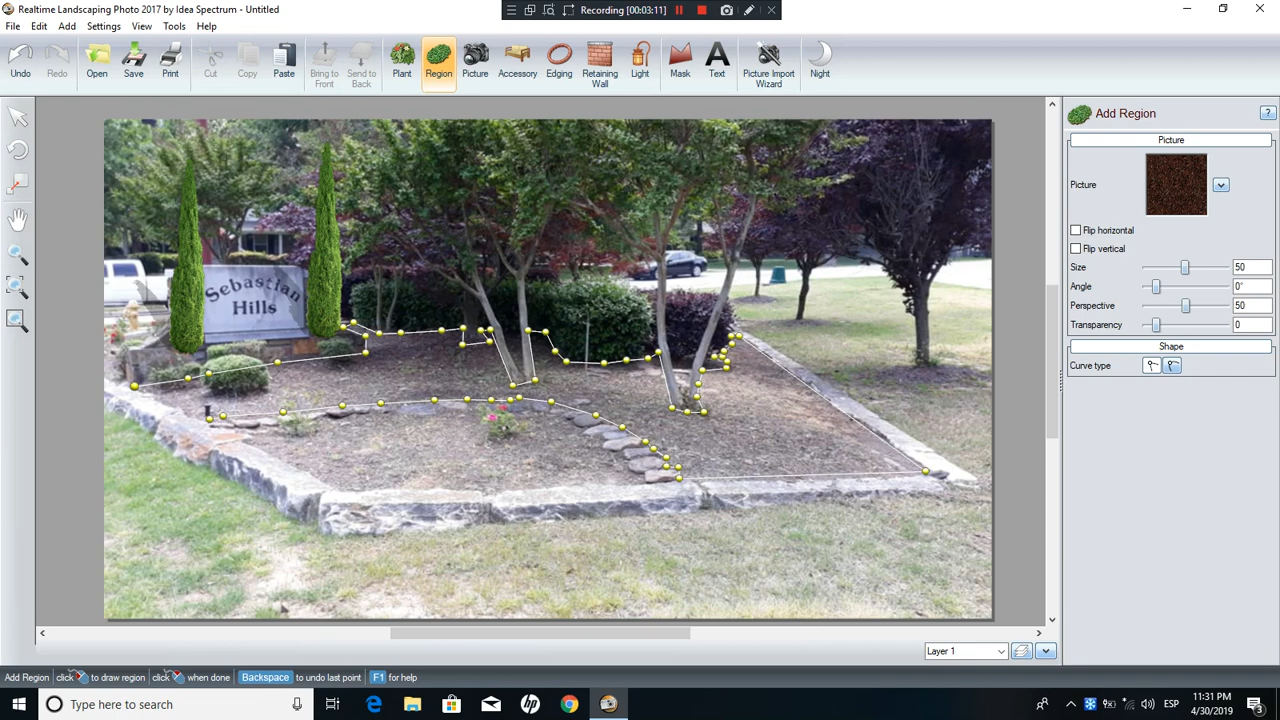 Realtime Landscaping Photo 2017 by Idea Spectrum - Untitled
Recording [00:03:11]
File Edit Add Settings View Tools Help
Undo Redo Open Save Print Cut Copy Paste Bring to Front Send to Back Plant Region Picture Accessory Edging Retaining Wall Light Mask Text Picture Import Wizard Night
Add Region ?
Picture
Picture
Flip horizontal
Flip vertical
Size 50
Angle 0°
Perspective 50
Transparency 0
Shape
Curve type
Sebastian
Hills
Layer 1
Add Region click to draw region click when done Backspace to undo last point F1 for help
Type here to search
ESP
11:31 PM
4/30/2019
3